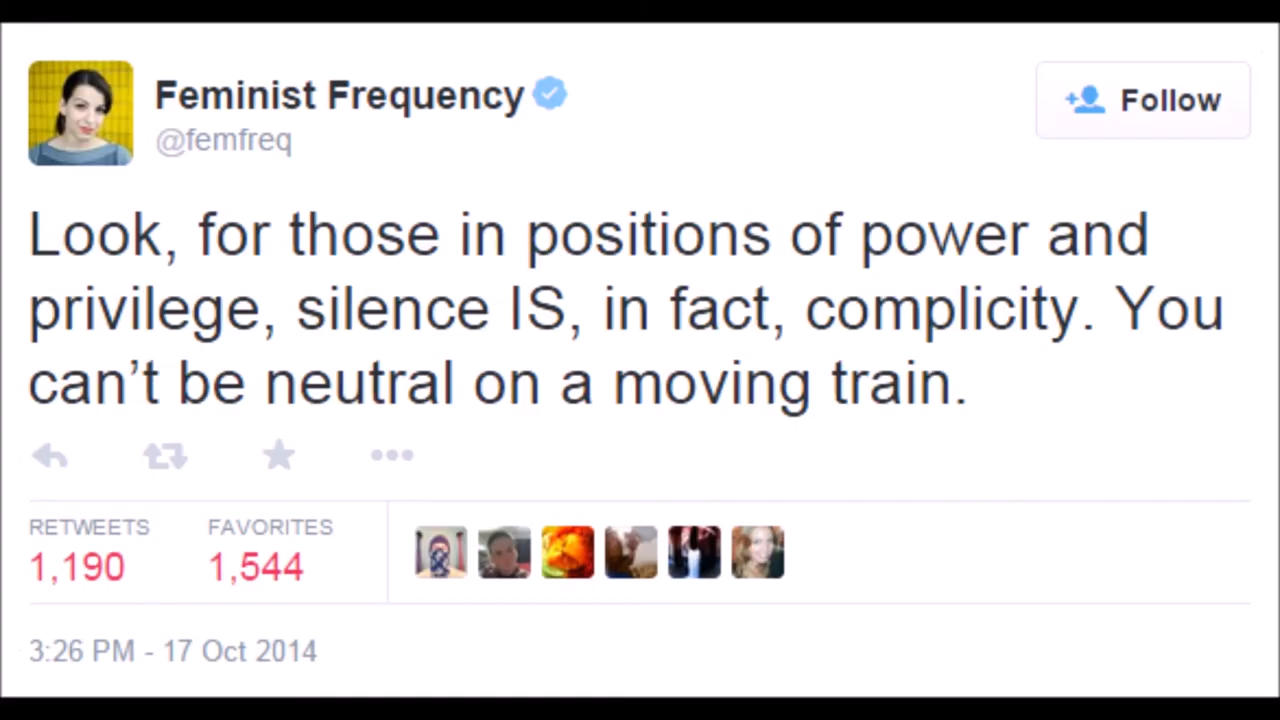 Feminist Frequency
@femfreq
Follow
Look, for those in positions of power and
privilege, silence IS, in fact, complicity. You
can’t be neutral on a moving train.
RETWEETS FAVORITES
1,190 1,544
3:26 PM - 17 Oct 2014